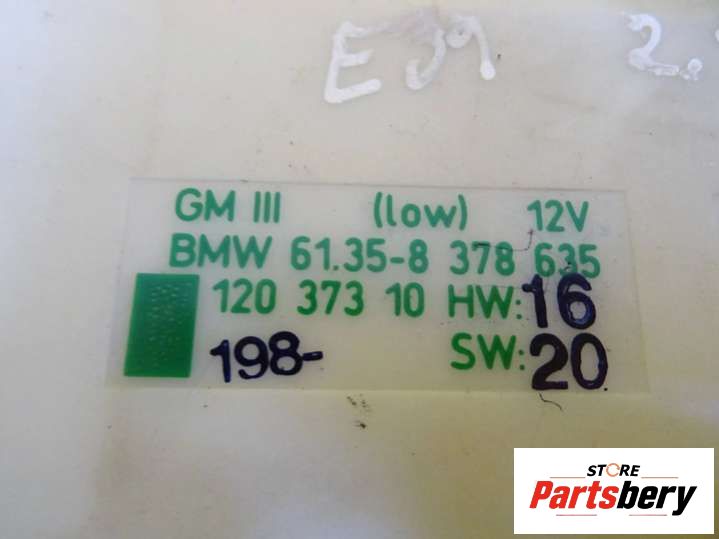 E39 2.
GM III (low) 12V
BMW 61.35-8 378 635
120 373 10 HW:16
198- SW:20
STORE
Partsbery